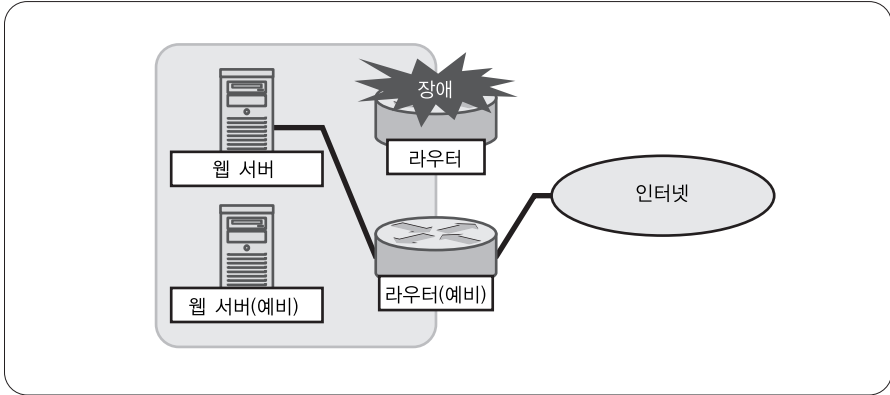 장애
웹 서버
라우터
인터넷
웹 서버(예비)
라우터(예비)